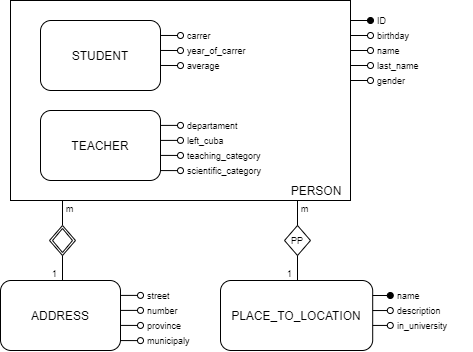 ID
birthday
name
last_name
gender
STUDENT
carrer
year_of_carrer
average
TEACHER
departament
left_cuba
teaching_category
scientific_category
PERSON
m
m
PP
1
1
ADDRESS
street
number
province
municipaly
PLACE_TO_LOCATION
name
description
in_university